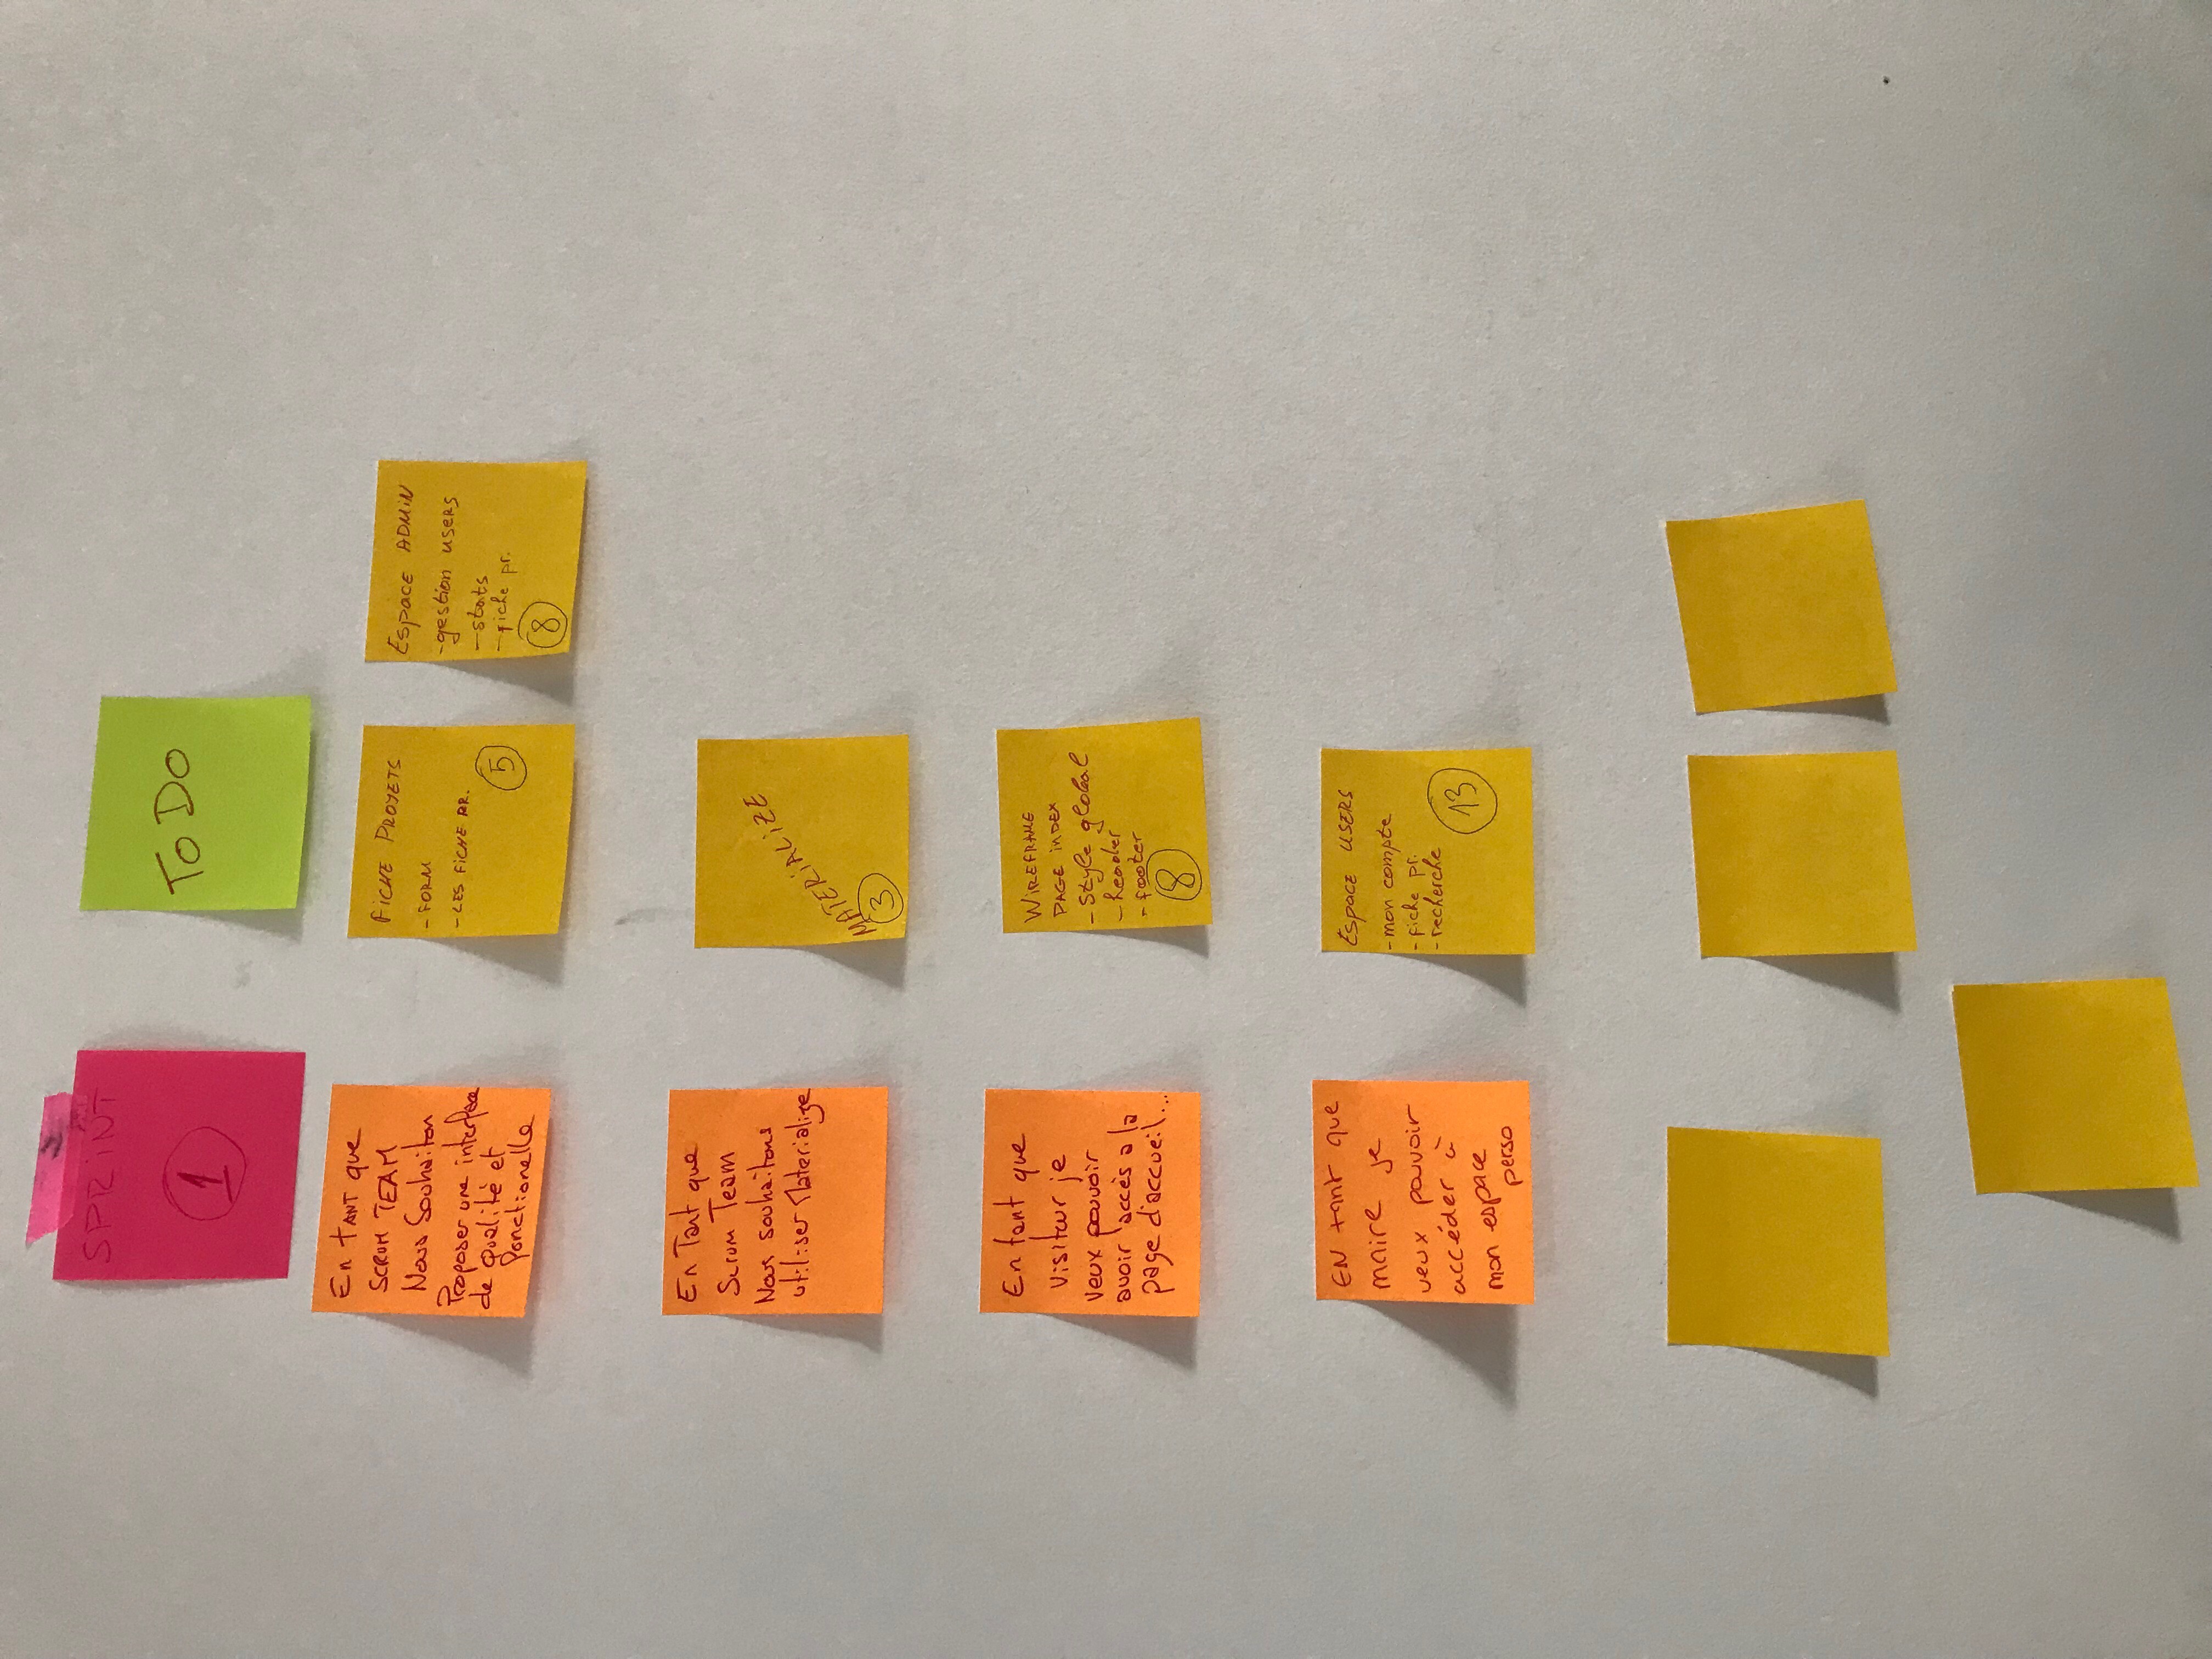 SPRINT
1
To Do
En tant que
SCRUM TEAM
Nous Souhaiton
Proposer une interface
de qualité et
fonctionelle
FICHE PROJETS
- FORM
- LES FICHE PR.
5
Espace ADMIN
- gestion users
- stats
- fiche pr.
8
En Tant que
Scrum Team
Nous souhaitons
utiliser Materialize
MATERIALIZE
3
En tant que
visiteur je
veux pouvoir
avoir accès a la
page d'accueil...
WIREFRAME
PAGE INDEX
- Style global
- header
- footer
8
EN tant que
maire je
veux pouvoir
accéder à
mon espace
perso
Espace USERS
- mon compte
- fiche pr.
- recherche
13